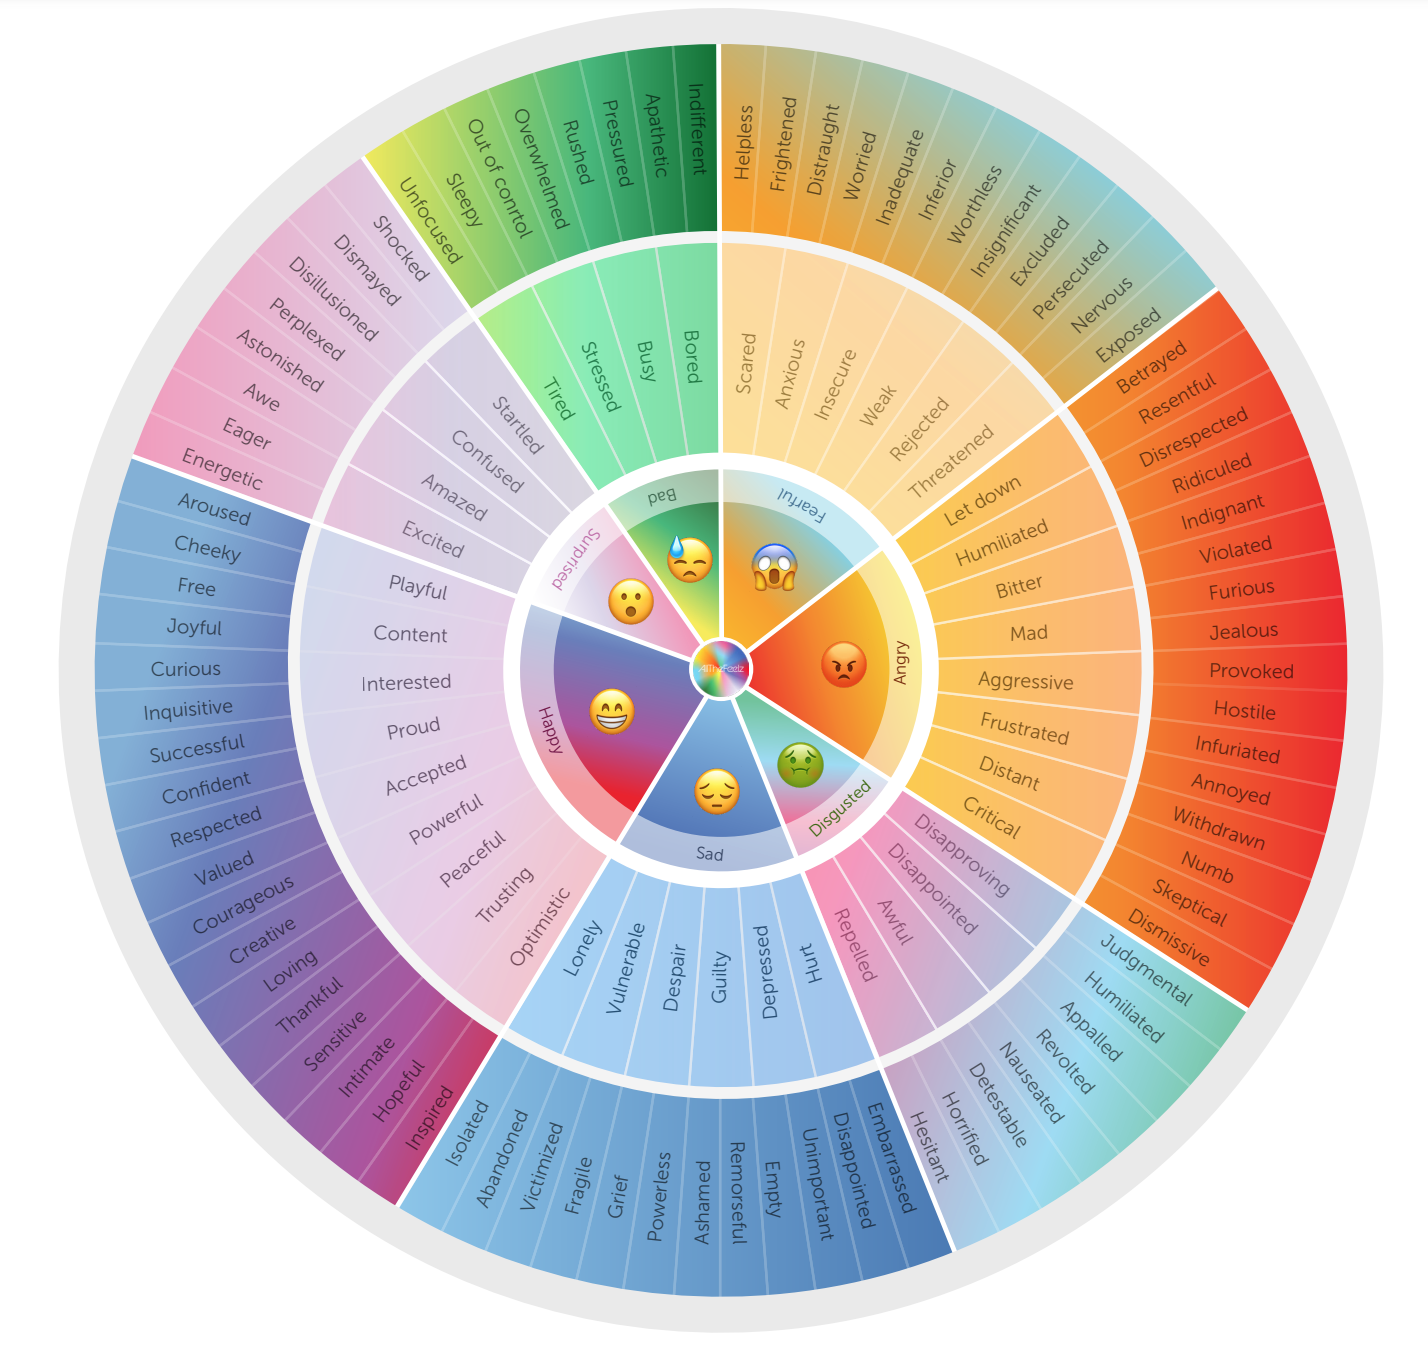 Fearful
Angry
Disgusted
Sad
Happy
Surprised
Bad
Scared
Anxious
Insecure
Weak
Rejected
Threatened
Let down
Humiliated
Bitter
Mad
Aggressive
Frustrated
Distant
Critical
Disapproving
Disappointed
Awful
Repelled
Hurt
Depressed
Guilty
Despair
Vulnerable
Lonely
Optimistic
Trusting
Peaceful
Powerful
Accepted
Proud
Interested
Content
Playful
Excited
Amazed
Confused
Startled
Tired
Stressed
Busy
Bored
Helpless
Frightened
Distraught
Worried
Inadequate
Inferior
Worthless
Insignificant
Excluded
Persecuted
Nervous
Exposed
Betrayed
Resentful
Disrespected
Ridiculed
Indignant
Violated
Furious
Jealous
Provoked
Hostile
Infuriated
Annoyed
Withdrawn
Numb
Skeptical
Dismissive
Judgmental
Humiliated
Appalled
Revolted
Nauseated
Detestable
Horrified
Hesitant
Embarrassed
Disappointed
Unimportant
Empty
Remorseful
Ashamed
Powerless
Grief
Fragile
Victimized
Abandoned
Isolated
Inspired
Hopeful
Intimate
Sensitive
Thankful
Loving
Creative
Courageous
Valued
Respected
Confident
Successful
Inquisitive
Curious
Joyful
Free
Cheeky
Aroused
Energetic
Eager
Awe
Astonished
Perplexed
Disillusioned
Dismayed
Shocked
Unfocused
Sleepy
Out of conrtol
Overwhelmed
Rushed
Pressured
Apathetic
Indifferent